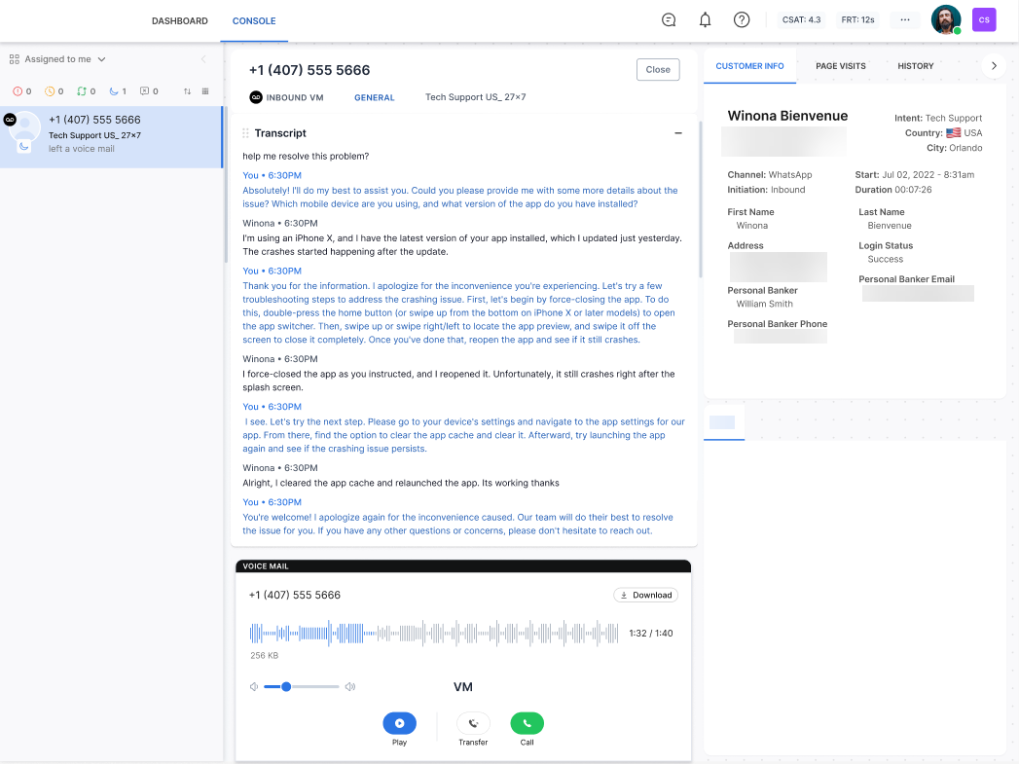 DASHBOARD CONSOLE CSAT: 4.3 FRT: 12s ... CS
Assigned to me
0 0 0 1 0
+1 (407) 555 5666
Tech Support US_ 27×7
left a voice mail
+1 (407) 555 5666 Close
INBOUND VM GENERAL Tech Support US_ 27×7
Transcript
help me resolve this problem?
You • 6:30PM
Absolutely! I'll do my best to assist you. Could you please provide me with some more details about the
issue? Which mobile device are you using, and what version of the app do you have installed?
Winona • 6:30PM
I'm using an iPhone X, and I have the latest version of your app installed, which I updated just yesterday.
The crashes started happening after the update.
You • 6:30PM
Thank you for the information. I apologize for the inconvenience you're experiencing. Let's try a few
troubleshooting steps to address the crashing issue. First, let's begin by force-closing the app. To do
this, double-press the home button (or swipe up from the bottom on iPhone X or later models) to open
the app switcher. Then, swipe up or swipe right/left to locate the app preview, and swipe it off the
screen to close it completely. Once you've done that, reopen the app and see if it still crashes.
Winona • 6:30PM
I force-closed the app as you instructed, and I reopened it. Unfortunately, it still crashes right after the
splash screen.
You • 6:30PM
I see. Let's try the next step. Please go to your device's settings and navigate to the app settings for our
app. From there, find the option to clear the app cache and clear it. Afterward, try launching the app
again and see if the crashing issue persists.
Winona • 6:30PM
Alright, I cleared the app cache and relaunched the app. Its working thanks
You • 6:30PM
You're welcome! I apologize again for the inconvenience caused. Our team will do their best to resolve
the issue for you. If you have any other questions or concerns, please don't hesitate to reach out.
VOICE MAIL
+1 (407) 555 5666 Download
1:32 / 1:40
256 KB
VM
Play Transfer Call
CUSTOMER INFO PAGE VISITS HISTORY
Winona Bienvenue
Intent: Tech Support
Country: USA
City: Orlando
Channel: WhatsApp Start: Jul 02, 2022 - 8:31am
Initiation: Inbound Duration 00:07:26
First Name Last Name
Winona Bienvenue
Address Login Status
Success
Personal Banker Email
Personal Banker
William Smith
Personal Banker Phone